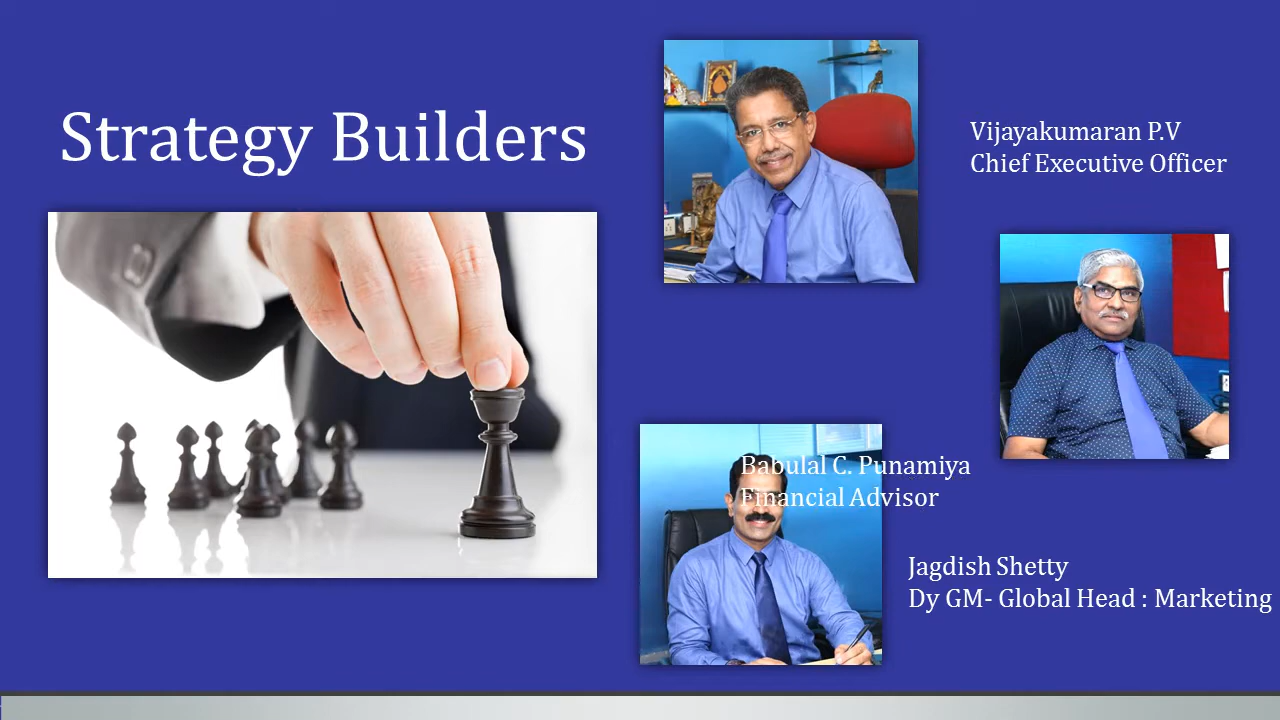 Strategy Builders
Vijayakumaran P.V
Chief Executive Officer
Babulal C. Punamiya
Financial Advisor
Jagdish Shetty
Dy GM- Global Head : Marketing